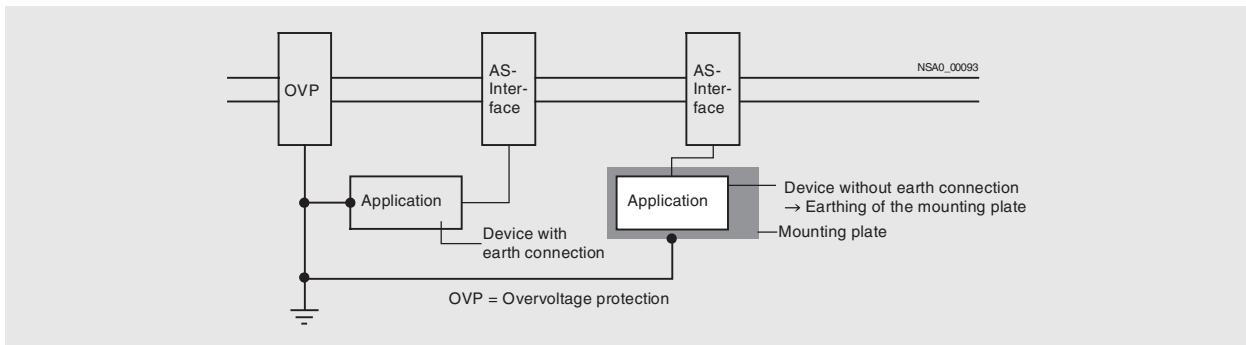 NSA0_00093
OVP
AS-
Inter-
face
AS-
Inter-
face
Application
Device with
earth connection
Application
Device without earth connection
→ Earthing of the mounting plate
Mounting plate
OVP = Overvoltage protection